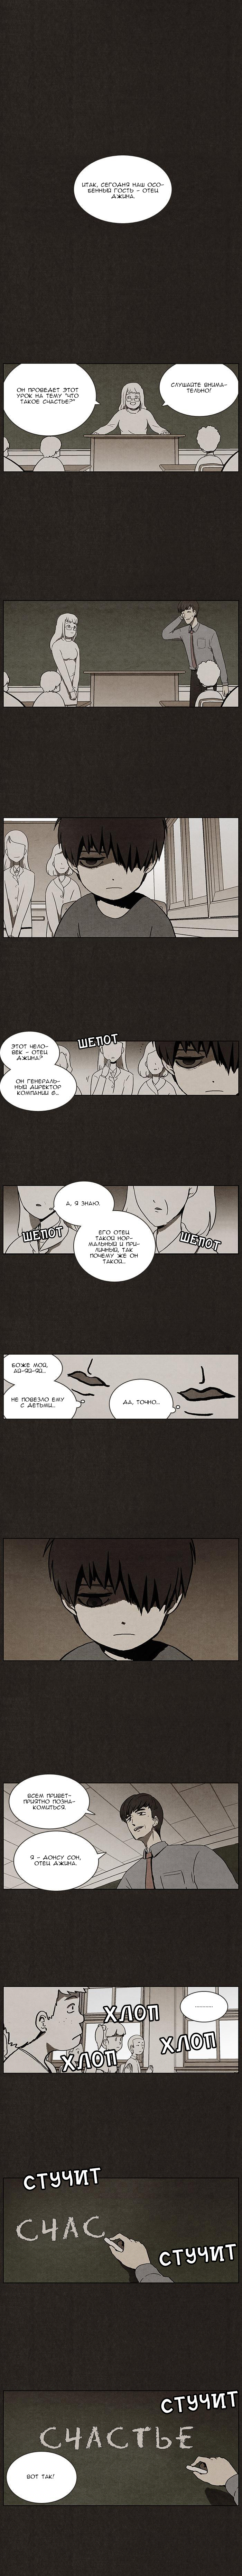 ИТАК, СЕГОДНЯ НАШ ОСО-
БЕННЫЙ ГОСТЬ - ОТЕЦ
ДЖИНА.
ОН ПРОВЕДЕТ ЭТОТ
УРОК НА ТЕМУ "ЧТО
ТАКОЕ СЧАСТЬЕ?"
СЛУШАЙТЕ ВНИМА-
ТЕЛЬНО!
ЭТОТ ЧЕЛО-
ВЕК - ОТЕЦ
ДЖИНА?
ОН ГЕНЕРАЛЬ-
НЫЙ ДИРЕКТОР
КОМПАНИИ Б...
ШЕПОТ
А, Я ЗНАЮ.
ШЕПОТ
ЕГО ОТЕЦ
ТАКОЙ НОР-
МАЛЬНЫЙ И ПРИ-
ЛИЧНЫЙ, ТАК
ПОЧЕМУ ЖЕ ОН
ТАКОЙ...
ШЕПОТ
БОЖЕ МОЙ,
АЙ-ЯЙ-ЯЙ...
НЕ ПОВЕЗЛО ЕМУ
С ДЕТЬМИ...
ДА, ТОЧНО...
ВСЕМ ПРИВЕТ-
ПРИЯТНО ПОЗНА-
КОМИТЬСЯ.
Я - ДОНСУ СОН,
ОТЕЦ ДЖИНА.
...........
ХЛОП
ХЛОП
ХЛОП
СТУЧИТ
СЧАС
СТУЧИТ
СТУЧИТ
СЧАСТЬЕ
ВОТ ТАК!